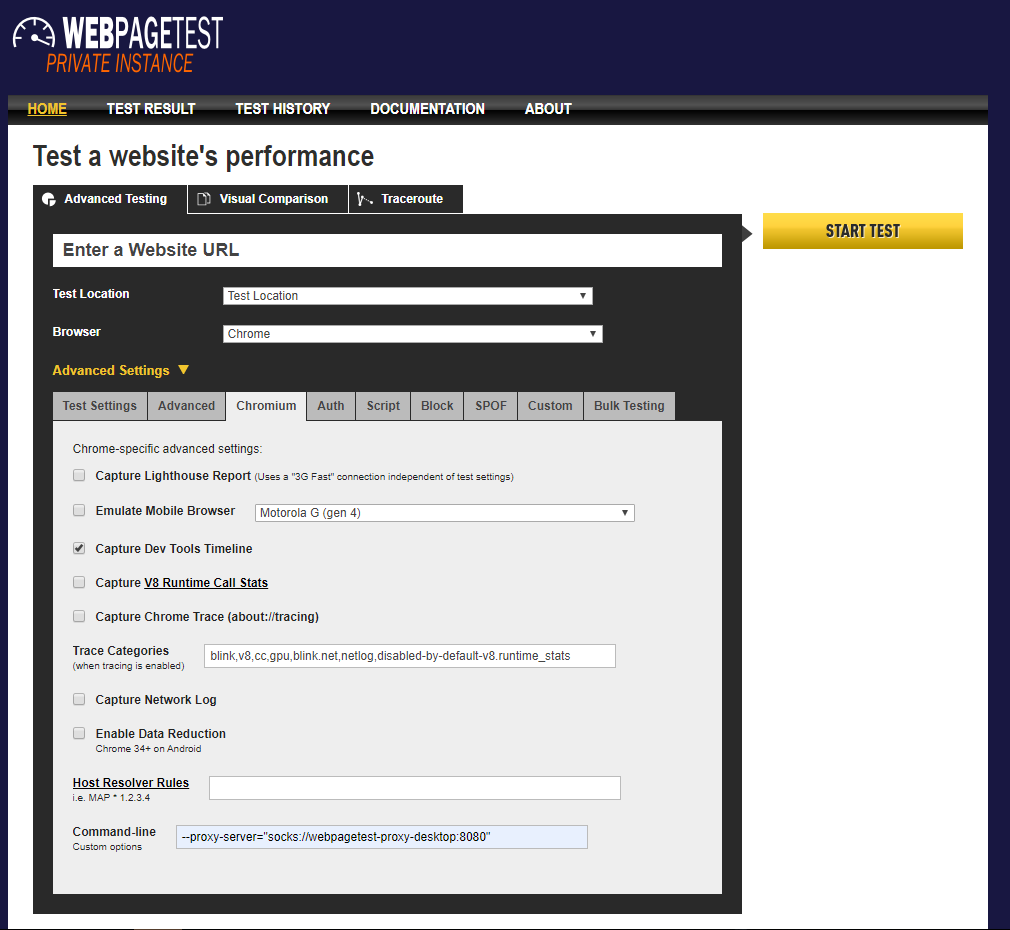 WEBPAGETEST
PRIVATE INSTANCE
HOME TEST RESULT TEST HISTORY DOCUMENTATION ABOUT
Test a website's performance
Advanced Testing Visual Comparison Traceroute
START TEST
Enter a Website URL
Test Location Test Location
Browser Chrome
Advanced Settings
Test Settings Advanced Chromium Auth Script Block SPOF Custom Bulk Testing
Chrome-specific advanced settings:
Capture Lighthouse Report (Uses a "3G Fast" connection independent of test settings)
Emulate Mobile Browser Motorola G (gen 4)
Capture Dev Tools Timeline
Capture V8 Runtime Call Stats
Capture Chrome Trace (about://tracing)
Trace Categories
(when tracing is enabled) blink,v8,cc,gpu,blink.net,netlog,disabled-by-default-v8.runtime_stats
Capture Network Log
Enable Data Reduction
Chrome 34+ on Android
Host Resolver Rules
i.e. MAP * 1.2.3.4
Command-line --proxy-server="socks://webpagetest-proxy-desktop:8080"
Custom options